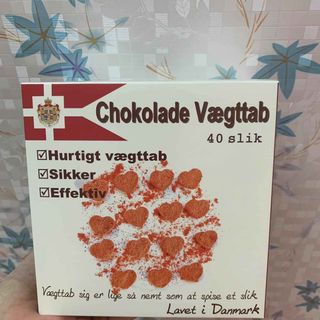 Chokolade Vægttab
40 slik
☑Hurtigt vægttab
☑Sikker
☑Effektiv
Vægttab sig er lige så nemt som at spise et slik
Lavet i Danmark